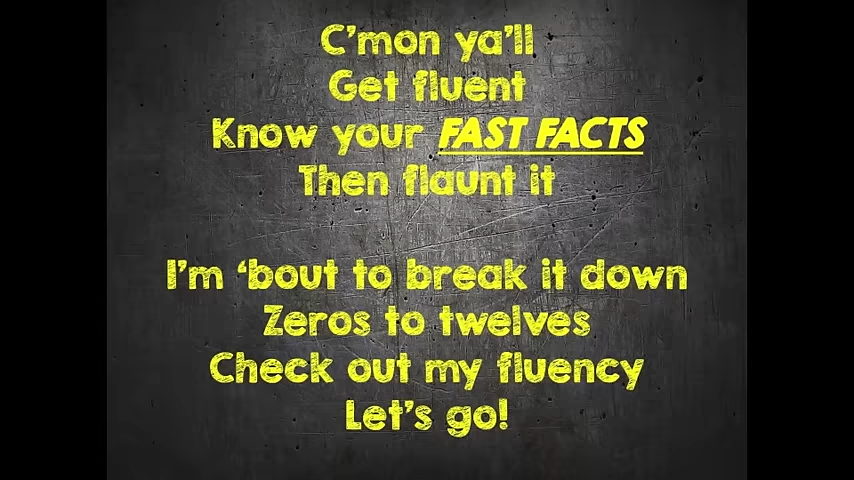 C'mon ya'll
Get fluent
Know your FAST FACTS
Then flaunt it
I'm 'bout to break it down
Zeros to twelves
Check out my fluency
Let's go!